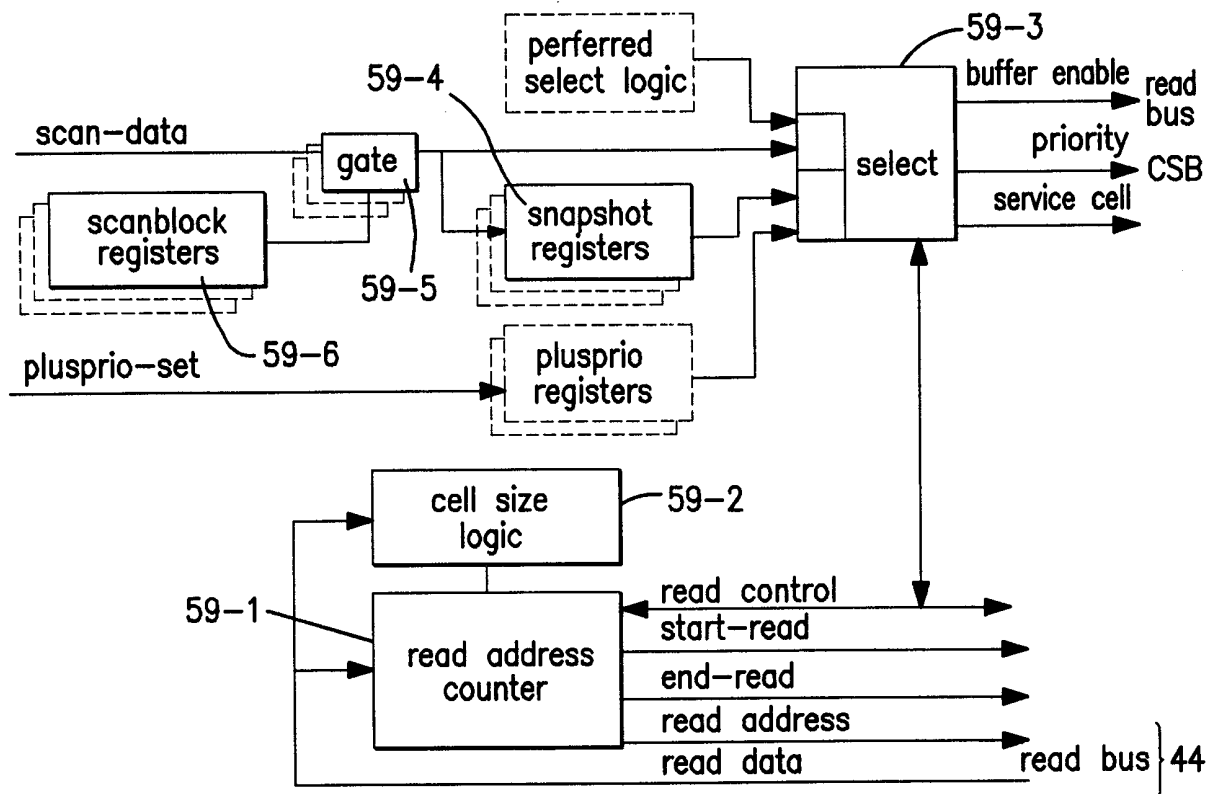 59-3
perferred
select logic
buffer enable
read
bus
59-4
scan-data
gate
select
priority
CSB
service cell
scanblock
registers
snapshot
registers
59-5
59-6
plusprio-set
plusprio
registers
cell size
logic
59-2
59-1
read address
counter
read control
start-read
end-read
read address
read data
read bus
44